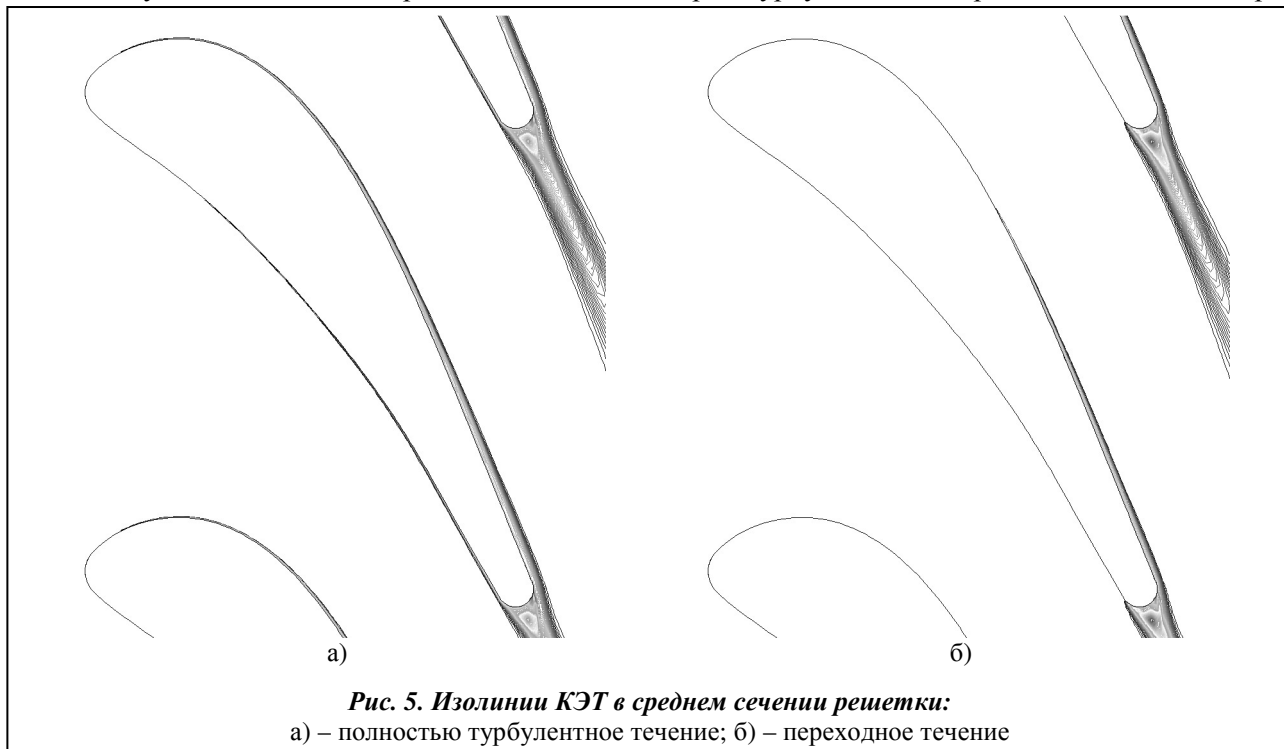 а)
б)
Рис. 5. Изолинии КЭТ в среднем сечении решетки:
а) – полностью турбулентное течение; б) – переходное течение